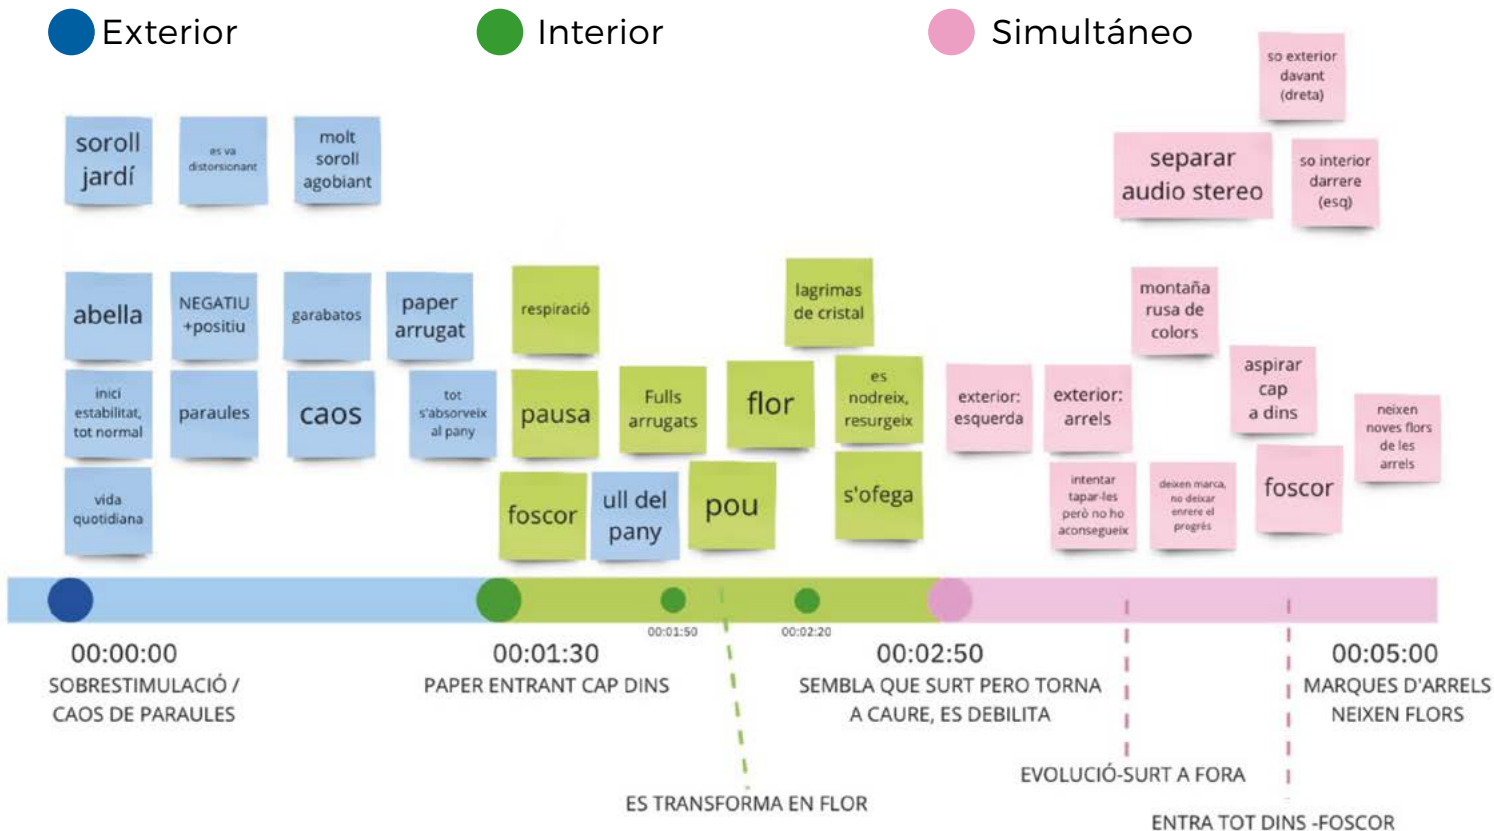 Exterior
Interior
Simultáneo
so exterior
davant
(dreta)
soroll
jardí
es va
distorsionant
molt
soroll
agobiant
separar
audio stereo
so interior
darrere
(esq)
abella
NEGATIU
+positiu
garabatos
paper
arrugat
respiració
lagrimas
de cristal
montaña
rusa de
colors
inici
estabilitat,
tot normal
paraules
caos
tot
s'absorveix
al pany
pausa
Fulls
arrugats
flor
es
nodreix,
resurgeix
exterior:
esquerda
exterior:
arrels
aspirar
cap
a dins
neixen
noves flors
de les
arrels
vida
quotidiana
foscor
ull del
pany
pou
s'ofega
intentar
tapar-les
però no ho
aconsegueix
deixen marca,
no deixar
enrere el
progrés
foscor
00:01:50
00:02:20
00:00:00
SOBRESTIMULACIÓ /
CAOS DE PARAULES
00:01:30
PAPER ENTRANT CAP DINS
00:02:50
SEMBLA QUE SURT PERO TORNA
A CAURE, ES DEBILITA
00:05:00
MARQUES D'ARRELS
NEIXEN FLORS
EVOLUCIÓ-SURT A FORA
ES TRANSFORMA EN FLOR
ENTRA TOT DINS -FOSCOR